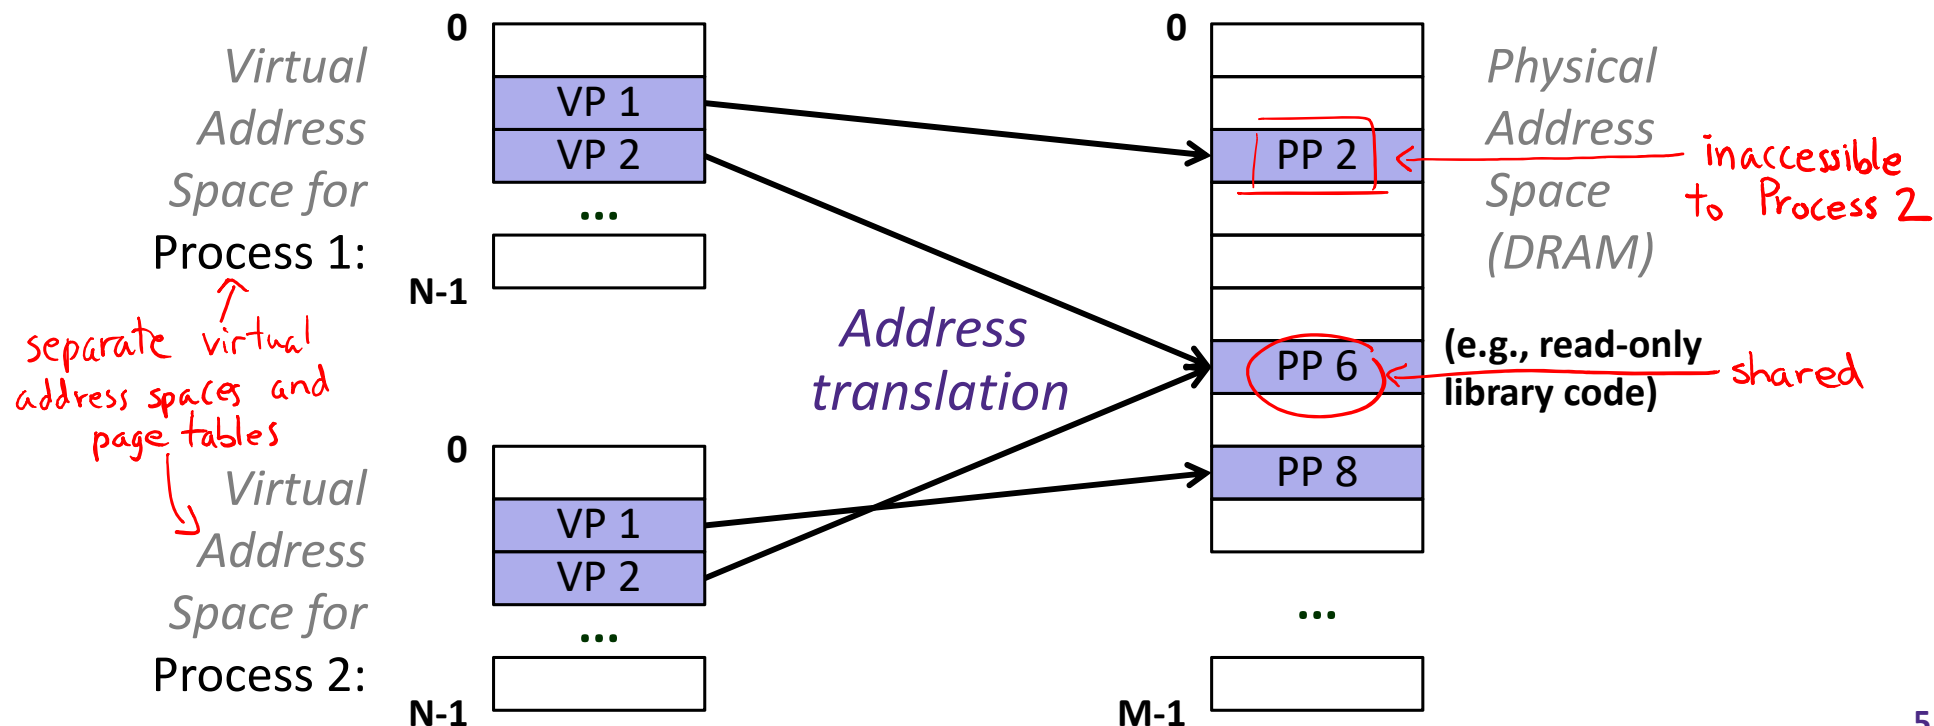 0
Virtual
Address
Space for
Process 1:
VP 1
VP 2
...
N-1
separate virtual
address spaces and
page tables
0
Virtual
Address
Space for
Process 2:
VP 1
VP 2
...
N-1
Address
translation
0
PP 2
PP 6
PP 8
...
M-1
Physical
Address
Space
(DRAM)
inaccessible
to Process 2
(e.g., read-only
library code)
shared
5